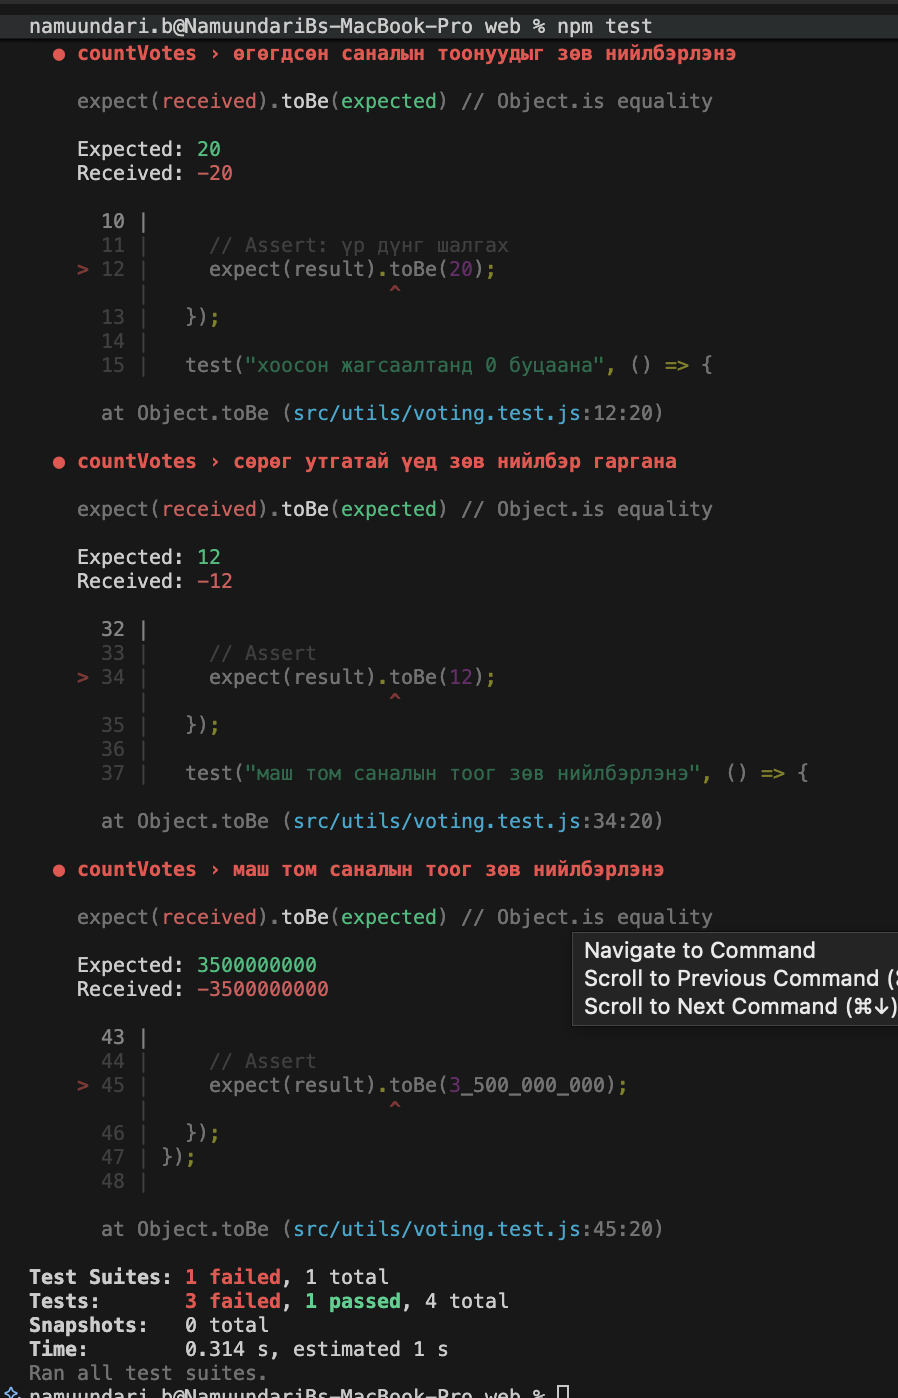 namuundari.b@NamuundariBs-MacBook-Pro web % npm test
● countVotes › өгөгдсөн саналын тоонуудыг зөв нийлбэрлэнэ
expect(received).toBe(expected) // Object.is equality
Expected: 20
Received: -20
10 |
11 | // Assert: үр дүнг шалгах
> 12 | expect(result).toBe(20);
| ^
13 | });
14 |
15 | test("хоосон жагсаалтанд 0 буцаана", () => {
at Object.toBe (src/utils/voting.test.js:12:20)
● countVotes › сөрөг утгатай үед зөв нийлбэр гаргана
expect(received).toBe(expected) // Object.is equality
Expected: 12
Received: -12
32 |
33 | // Assert
> 34 | expect(result).toBe(12);
| ^
35 | });
36 |
37 | test("маш том саналын тоог зөв нийлбэрлэнэ", () => {
at Object.toBe (src/utils/voting.test.js:34:20)
● countVotes › маш том саналын тоог зөв нийлбэрлэнэ
expect(received).toBe(expected) // Object.is equality
Expected: 3500000000
Received: -3500000000
Navigate to Command
Scroll to Previous Command (⌘
Scroll to Next Command (⌘↓)
43 |
44 | // Assert
> 45 | expect(result).toBe(3_500_000_000);
| ^
46 | });
47 | });
48 |
at Object.toBe (src/utils/voting.test.js:45:20)
Test Suites: 1 failed, 1 total
Tests: 3 failed, 1 passed, 4 total
Snapshots: 0 total
Time: 0.314 s, estimated 1 s
Ran all test suites.
namuundari.b@NamuundariBs-MacBook-Pro web %